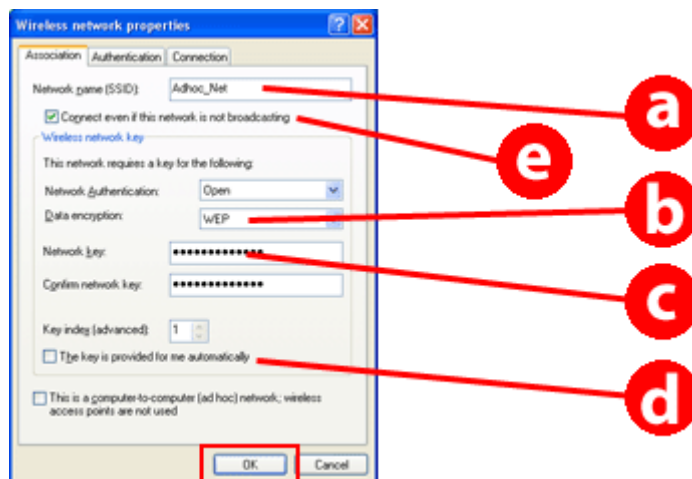 Wireless network properties
Association Authentication Connection
Network name (SSID): Adhoc_Net
Connect even if this network is not broadcasting
Wireless network key
This network requires a key for the following:
Network Authentication: Open
Data encryption: WEP
Network key: •••••••••••••
Confirm network key: •••••••••••••
Key index (advanced): 1
The key is provided for me automatically
This is a computer-to-computer (ad hoc) network; wireless
access points are not used
OK Cancel
a
e
b
c
d